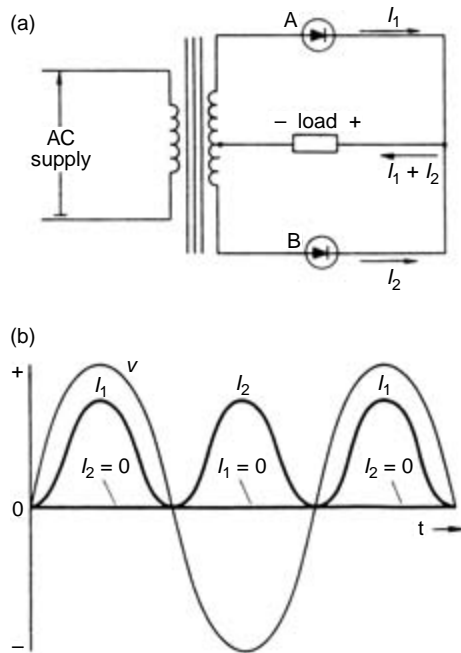 (a)
A
I₁
AC
supply
– load +
I₁ + I₂
B
I₂
(b)
+
v
I₁
I₂
I₁
I₂ = 0
I₁ = 0
I₂ = 0
0
t
–